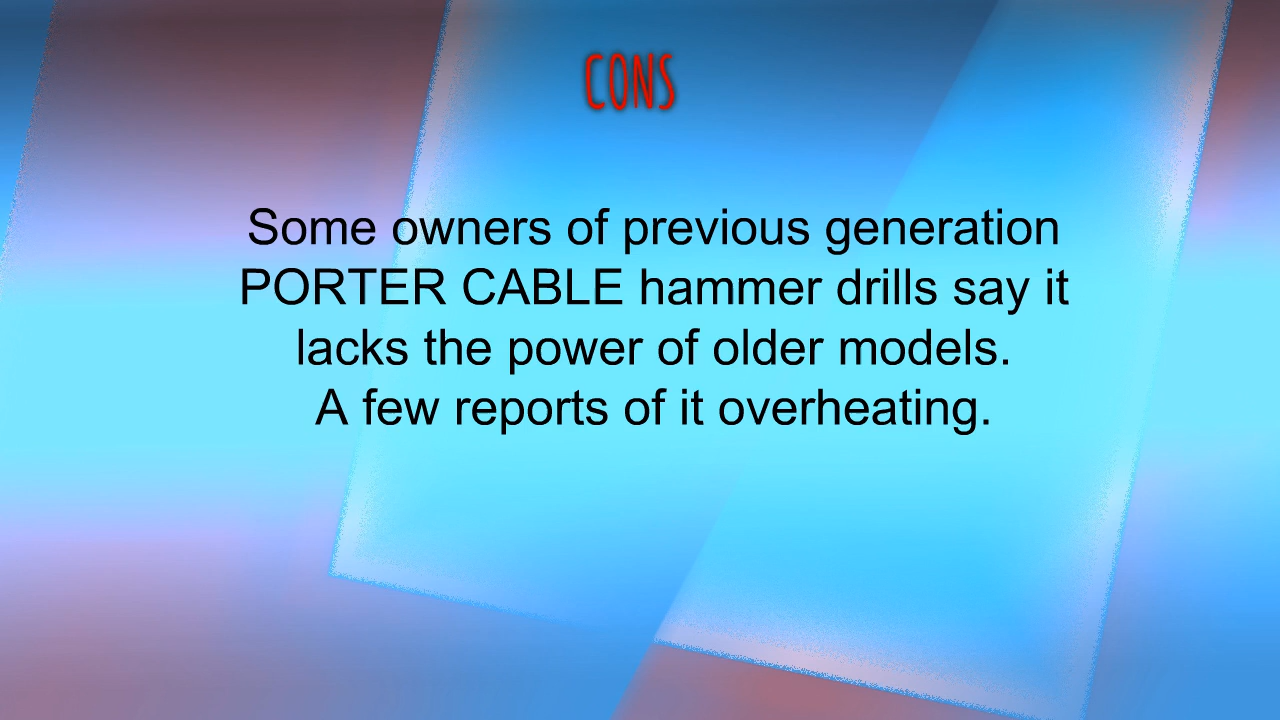 CONS
Some owners of previous generation
PORTER CABLE hammer drills say it
lacks the power of older models.
A few reports of it overheating.